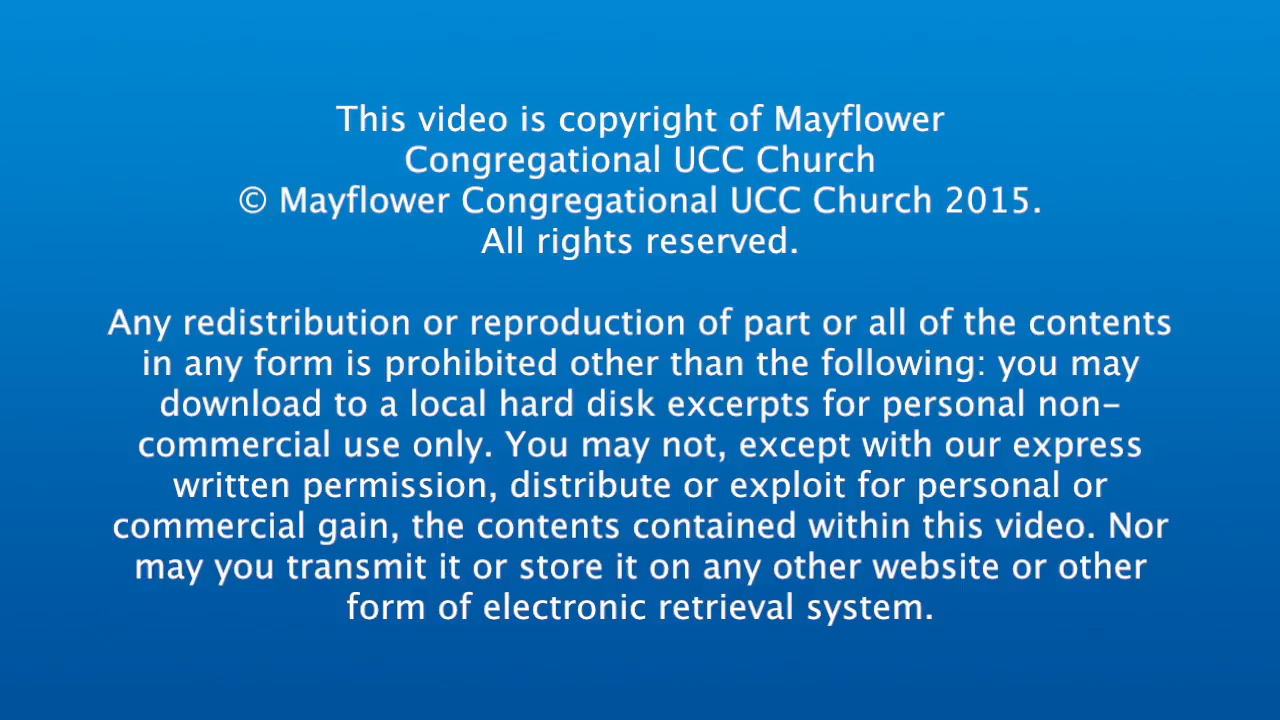 This video is copyright of Mayflower
Congregational UCC Church
© Mayflower Congregational UCC Church 2015.
All rights reserved.
Any redistribution or reproduction of part or all of the contents
in any form is prohibited other than the following: you may
download to a local hard disk excerpts for personal non-
commercial use only. You may not, except with our express
written permission, distribute or exploit for personal or
commercial gain, the contents contained within this video. Nor
may you transmit it or store it on any other website or other
form of electronic retrieval system.